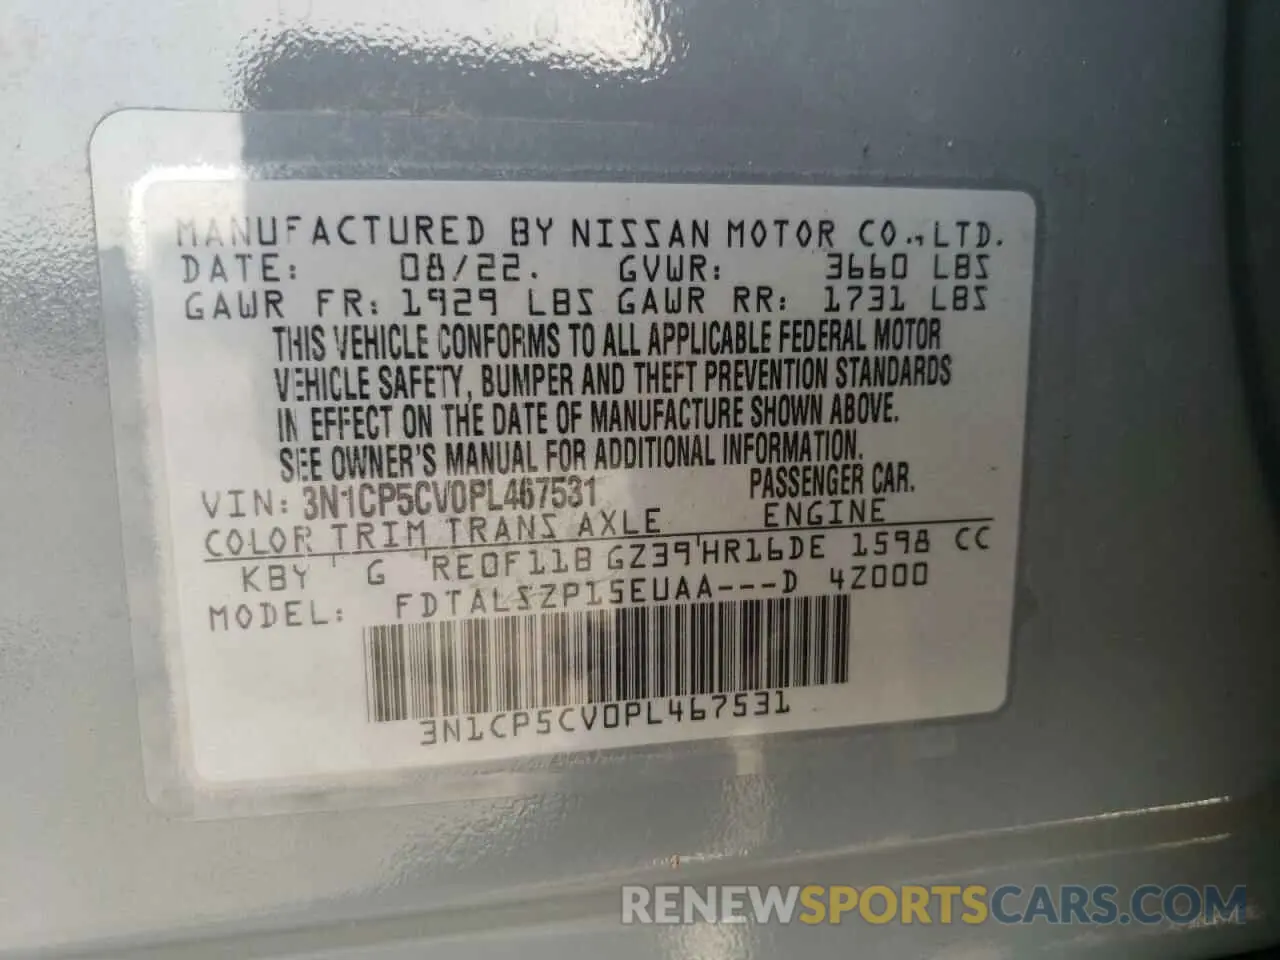 MANUFACTURED BY NISSAN MOTOR CO., LTD.
DATE: 08/22. GVWR: 3660 LBS
GAWR FR: 1929 LBS GAWR RR: 1731 LBS
THIS VEHICLE CONFORMS TO ALL APPLICABLE FEDERAL MOTOR
VEHICLE SAFETY, BUMPER AND THEFT PREVENTION STANDARDS
IN EFFECT ON THE DATE OF MANUFACTURE SHOWN ABOVE.
SEE OWNER'S MANUAL FOR ADDITIONAL INFORMATION.
VIN: 3N1CP5CV0PL467531 PASSENGER CAR.
COLOR TRIM TRANS AXLE ENGINE
KBY G RE0F11B GZ39 HR16DE 1598 CC
MODEL: FDTALSZP15EUAA---D 4Z000
3N1CP5CV0PL467531
RENEWSPORTSCARS.COM